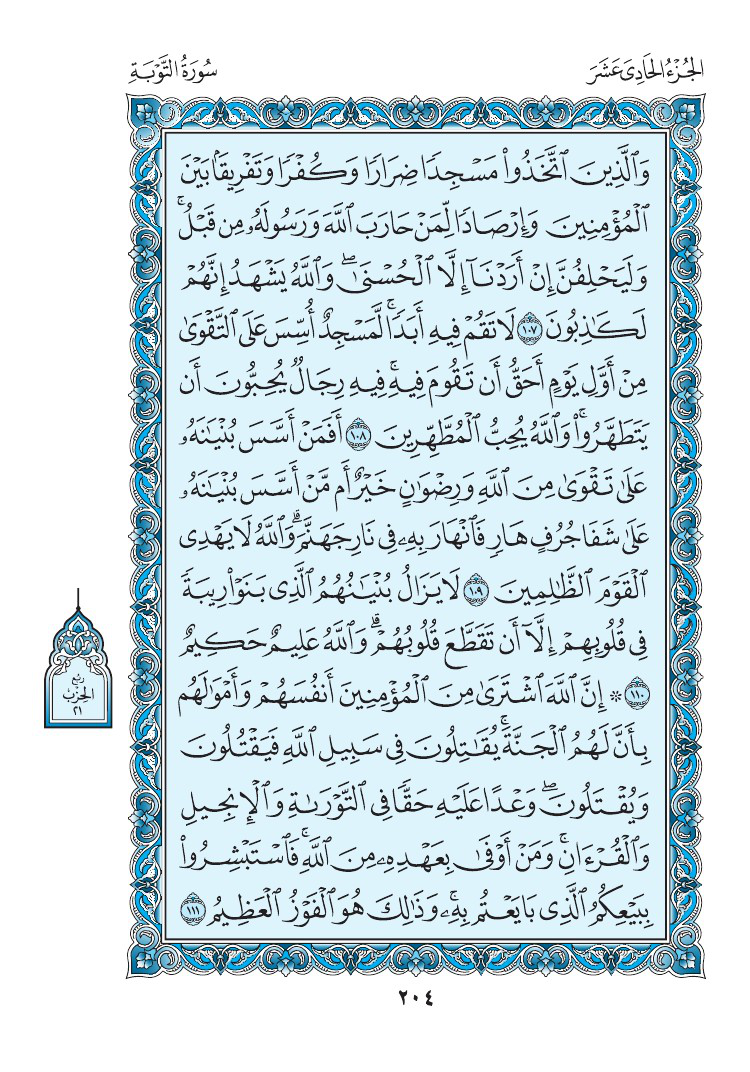 الجُزْءُ الحَادِي عَشَرَ
سُورَةُ التَّوْبَةِ
وَٱلَّذِينَ ٱتَّخَذُوا۟ مَسْجِدًا ضِرَارًا وَكُفْرًا وَتَفْرِيقًۢا بَيْنَ
ٱلْمُؤْمِنِينَ وَإِرْصَادًا لِّمَنْ حَارَبَ ٱللَّهَ وَرَسُولَهُۥ مِن قَبْلُ ۚ
وَلَيَحْلِفُنَّ إِنْ أَرَدْنَآ إِلَّا ٱلْحُسْنَىٰ ۖ وَٱللَّهُ يَشْهَدُ إِنَّهُمْ
لَكَـٰذِبُونَ ١٠٧ لَا تَقُمْ فِيهِ أَبَدًا ۚ لَّمَسْجِدٌ أُسِّسَ عَلَى ٱلتَّقْوَىٰ
مِنْ أَوَّلِ يَوْمٍ أَحَقُّ أَن تَقُومَ فِيهِ ۚ فِيهِ رِجَالٌ يُحِبُّونَ أَن
يَتَطَهَّرُوا۟ ۚ وَٱللَّهُ يُحِبُّ ٱلْمُطَّهِّرِينَ ١٠٨ أَفَمَنْ أَسَّسَ بُنْيَـٰنَهُۥ
عَلَىٰ تَقْوَىٰ مِنَ ٱللَّهِ وَرِضْوَٰنٍ خَيْرٌ أَم مَّنْ أَسَّسَ بُنْيَـٰنَهُۥ
عَلَىٰ شَفَا جُرُفٍ هَارٍ فَٱنْهَارَ بِهِۦ فِى نَارِ جَهَنَّمَ ۗ وَٱللَّهُ لَا يَهْدِى
ٱلْقَوْمَ ٱلظَّـٰلِمِينَ ١٠٩ لَا يَزَالُ بُنْيَـٰنُهُمُ ٱلَّذِى بَنَوْا۟ رِيبَةً
فِى قُلُوبِهِمْ إِلَّآ أَن تَقَطَّعَ قُلُوبُهُمْ ۗ وَٱللَّهُ عَلِيمٌ حَكِيمٌ
١١٠ ۞ إِنَّ ٱللَّهَ ٱشْتَرَىٰ مِنَ ٱلْمُؤْمِنِينَ أَنفُسَهُمْ وَأَمْوَٰلَهُم
بِأَنَّ لَهُمُ ٱلْجَنَّةَ ۚ يُقَـٰتِلُونَ فِى سَبِيلِ ٱللَّهِ فَيَقْتُلُونَ
وَيُقْتَلُونَ ۖ وَعْدًا عَلَيْهِ حَقًّا فِى ٱلتَّوْرَىٰةِ وَٱلْإِنجِيلِ
وَٱلْقُرْءَانِ ۚ وَمَنْ أَوْفَىٰ بِعَهْدِهِۦ مِنَ ٱللَّهِ ۚ فَٱسْتَبْشِرُوا۟
بِبَيْعِكُمُ ٱلَّذِى بَايَعْتُم بِهِۦ ۚ وَذَٰلِكَ هُوَ ٱلْفَوْزُ ٱلْعَظِيمُ ١١١
ربع
الحزب
٢١
٢٠٤